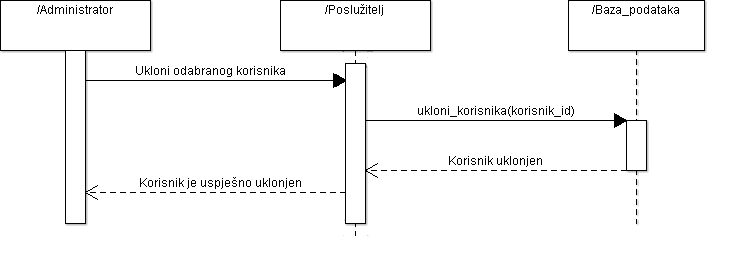 /Administrator
/Poslužitelj
/Baza_podataka
Ukloni odabranog korisnika
ukloni_korisnika(korisnik_id)
Korisnik uklonjen
Korisnik je uspješno uklonjen